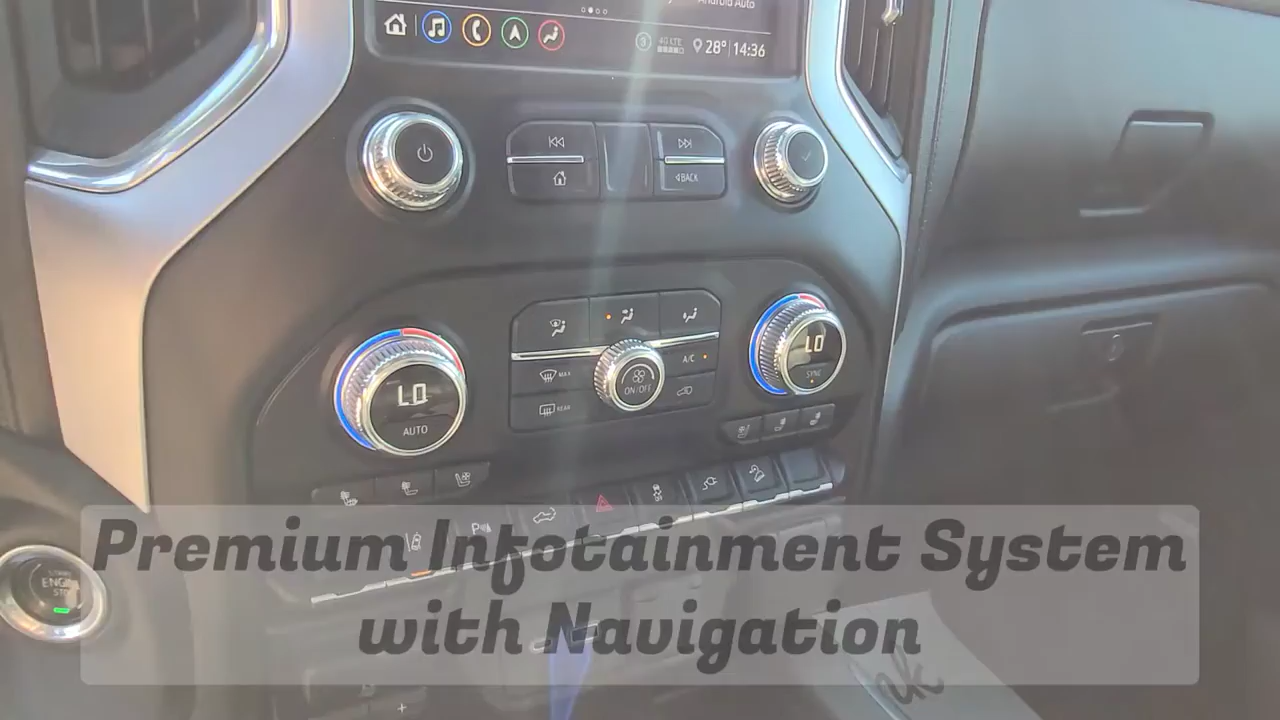 Android Auto
4G LTE
28° 14:36
BACK
A/C
MAX
ON/OFF
REAR
LO
AUTO
LO
SYNC
ENGINE
Premium Infotainment System
with Navigation